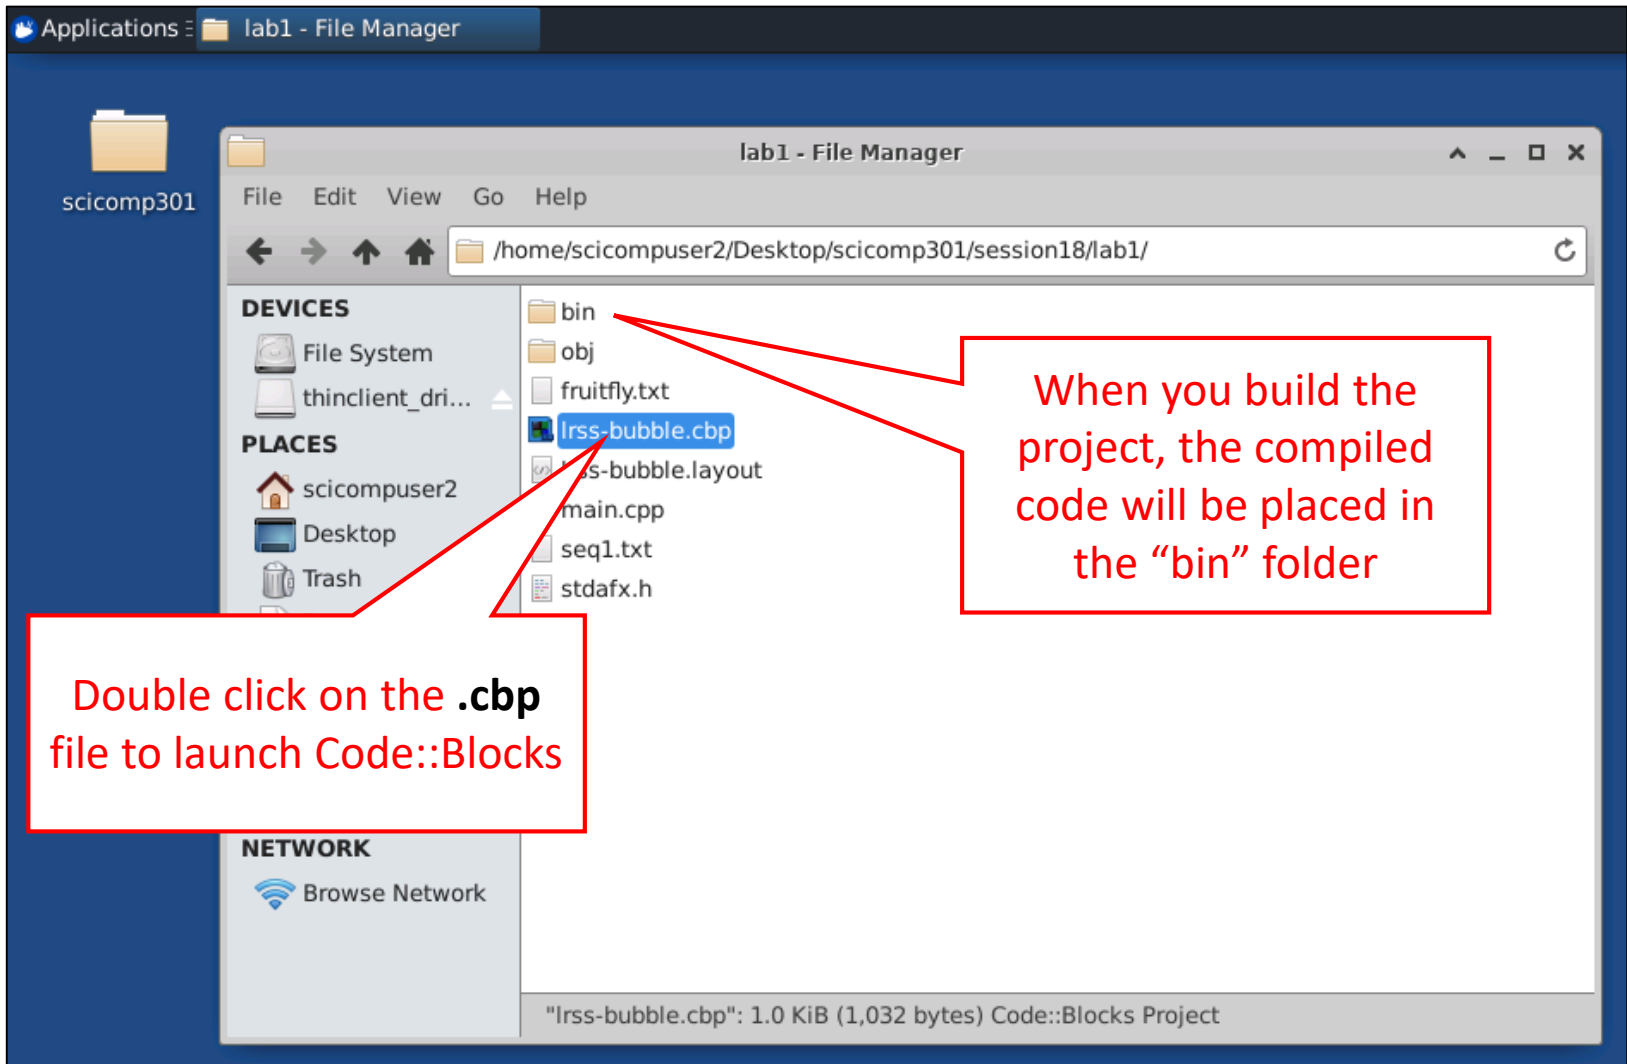 Applications
lab1 - File Manager
scicomp301
lab1 - File Manager
File Edit View Go Help
/home/scicompuser2/Desktop/scicomp301/session18/lab1/
DEVICES
File System
thinclient_dri...
PLACES
scicompuser2
Desktop
Trash
NETWORK
Browse Network
bin
obj
fruitfly.txt
lrss-bubble.cbp
lrss-bubble.layout
main.cpp
seq1.txt
stdafx.h
When you build the
project, the compiled
code will be placed in
the “bin” folder
Double click on the .cbp
file to launch Code::Blocks
"lrss-bubble.cbp": 1.0 KiB (1,032 bytes) Code::Blocks Project